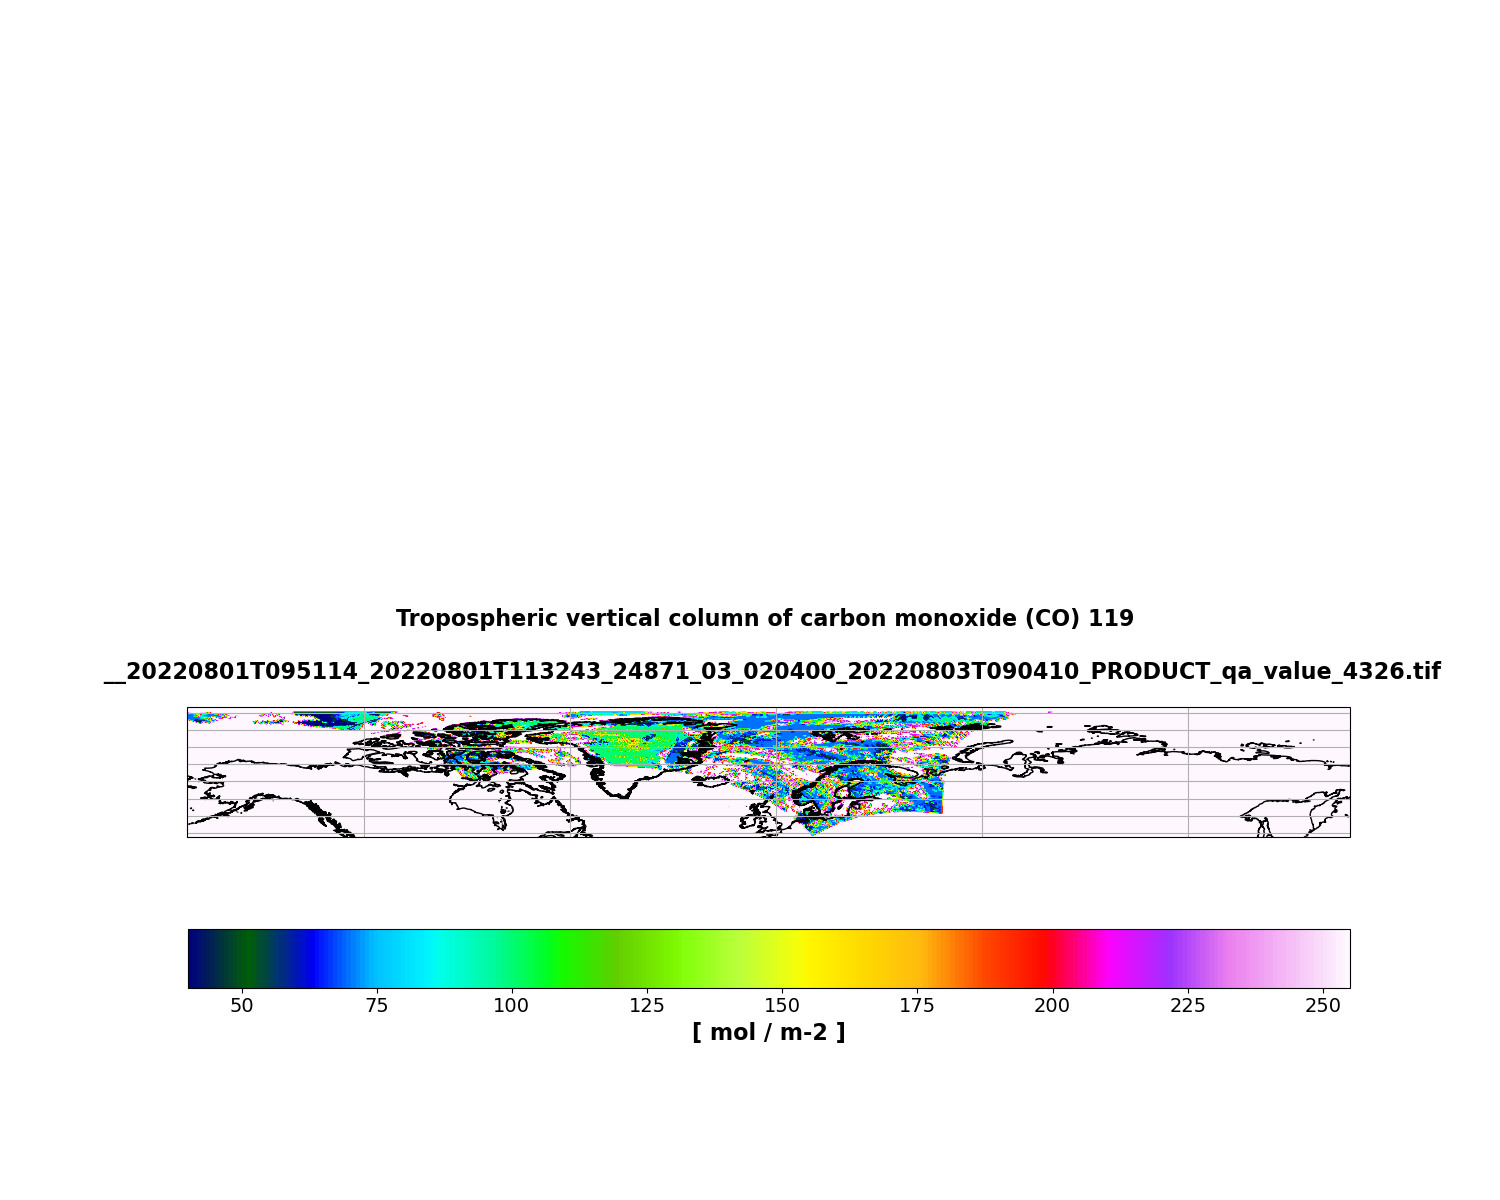 Tropospheric vertical column of carbon monoxide (CO) 119
__20220801T095114_20220801T113243_24871_03_020400_20220803T090410_PRODUCT_qa_value_4326.tif
50 75 100 125 150 175 200 225 250
[ mol / m-2 ]